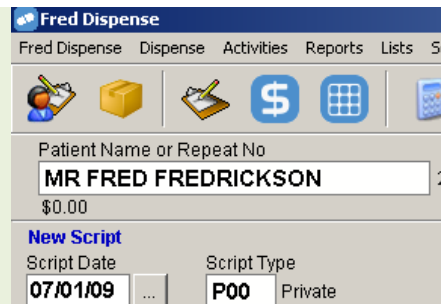 Fred Dispense
Fred Dispense Dispense Activities Reports Lists S
$
Patient Name or Repeat No
MR FRED FREDRICKSON
$0.00
New Script
Script Date Script Type
07/01/09 ... P00 Private